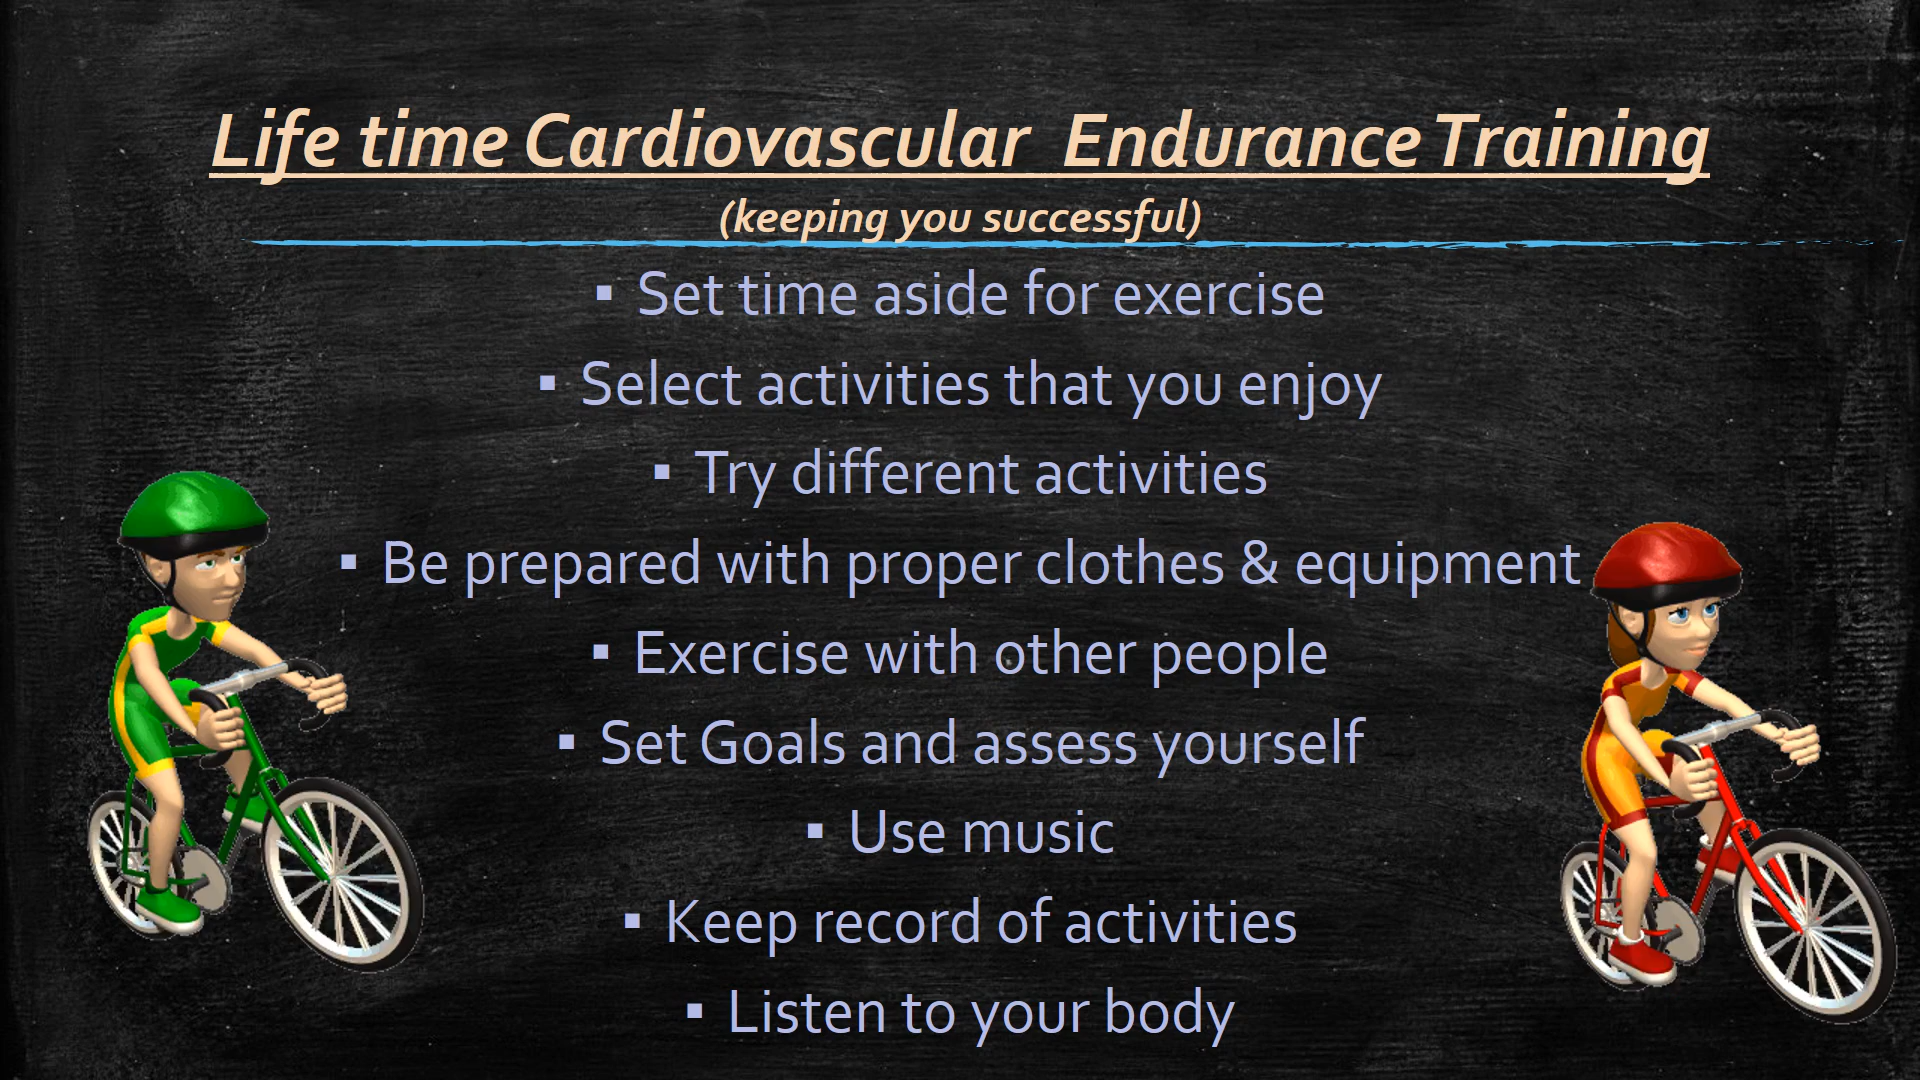 Life time Cardiovascular Endurance Training
(keeping you successful)
▪ Set time aside for exercise
▪ Select activities that you enjoy
▪ Try different activities
▪ Be prepared with proper clothes & equipment
▪ Exercise with other people
▪ Set Goals and assess yourself
▪ Use music
▪ Keep record of activities
▪ Listen to your body